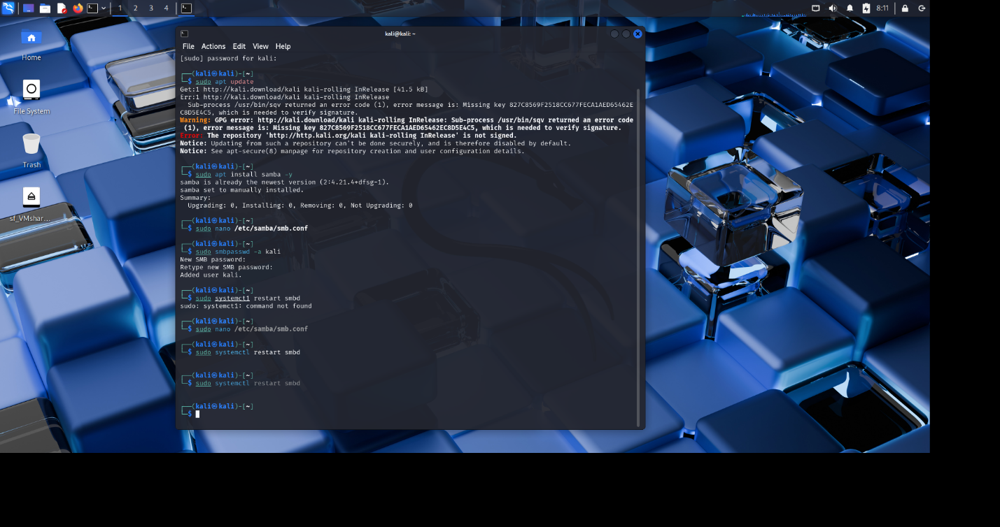 1 2 3 4
8:11
Home
File System
Trash
sf_VMshar...
kali@kali: ~
File Actions Edit View Help
[sudo] password for kali:
┌──(kali㉿kali)-[~]
└─$ sudo apt update
Get:1 http://kali.download/kali kali-rolling InRelease [41.5 kB]
Err:1 http://kali.download/kali kali-rolling InRelease
  Sub-process /usr/bin/sqv returned an error code (1), error message is: Missing key 827C8569F2518CC677FECA1AED65462E
C8D5E4C5, which is needed to verify signature.
Warning: GPG error: http://kali.download/kali kali-rolling InRelease: Sub-process /usr/bin/sqv returned an error code
 (1), error message is: Missing key 827C8569F2518CC677FECA1AED65462EC8D5E4C5, which is needed to verify signature.
Error: The repository 'http://http.kali.org/kali kali-rolling InRelease' is not signed.
Notice: Updating from such a repository can't be done securely, and is therefore disabled by default.
Notice: See apt-secure(8) manpage for repository creation and user configuration details.
┌──(kali㉿kali)-[~]
└─$ sudo apt install samba -y
samba is already the newest version (2:4.21.4+dfsg-1).
samba set to manually installed.
Summary:
  Upgrading: 0, Installing: 0, Removing: 0, Not Upgrading: 0
┌──(kali㉿kali)-[~]
└─$ sudo nano /etc/samba/smb.conf
┌──(kali㉿kali)-[~]
└─$ sudo smbpasswd -a kali
New SMB password:
Retype new SMB password:
Added user kali.
┌──(kali㉿kali)-[~]
└─$ sudo systemct1 restart smbd
sudo: systemct1: command not found
┌──(kali㉿kali)-[~]
└─$ sudo nano /etc/samba/smb.conf
┌──(kali㉿kali)-[~]
└─$ sudo systemctl restart smbd
┌──(kali㉿kali)-[~]
└─$ sudo systemctl restart smbd
┌──(kali㉿kali)-[~]
└─$